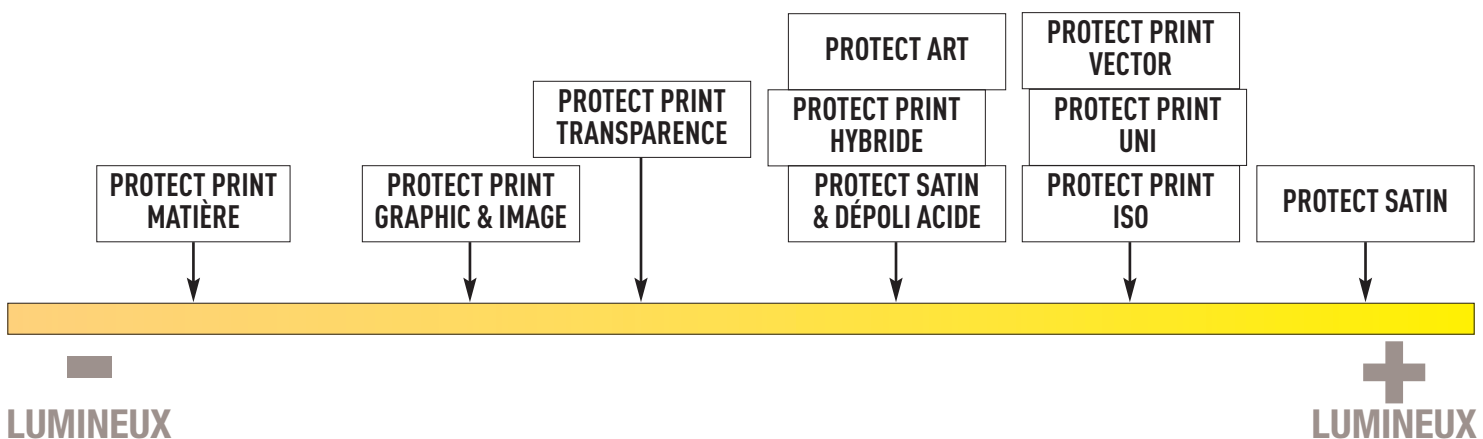 PROTECT PRINT
MATIÈRE
PROTECT PRINT
GRAPHIC & IMAGE
PROTECT PRINT
TRANSPARENCE
PROTECT ART
PROTECT PRINT
HYBRIDE
PROTECT SATIN
& DÉPOLI ACIDE
PROTECT PRINT
VECTOR
PROTECT PRINT
UNI
PROTECT PRINT
ISO
PROTECT SATIN
LUMINEUX
LUMINEUX